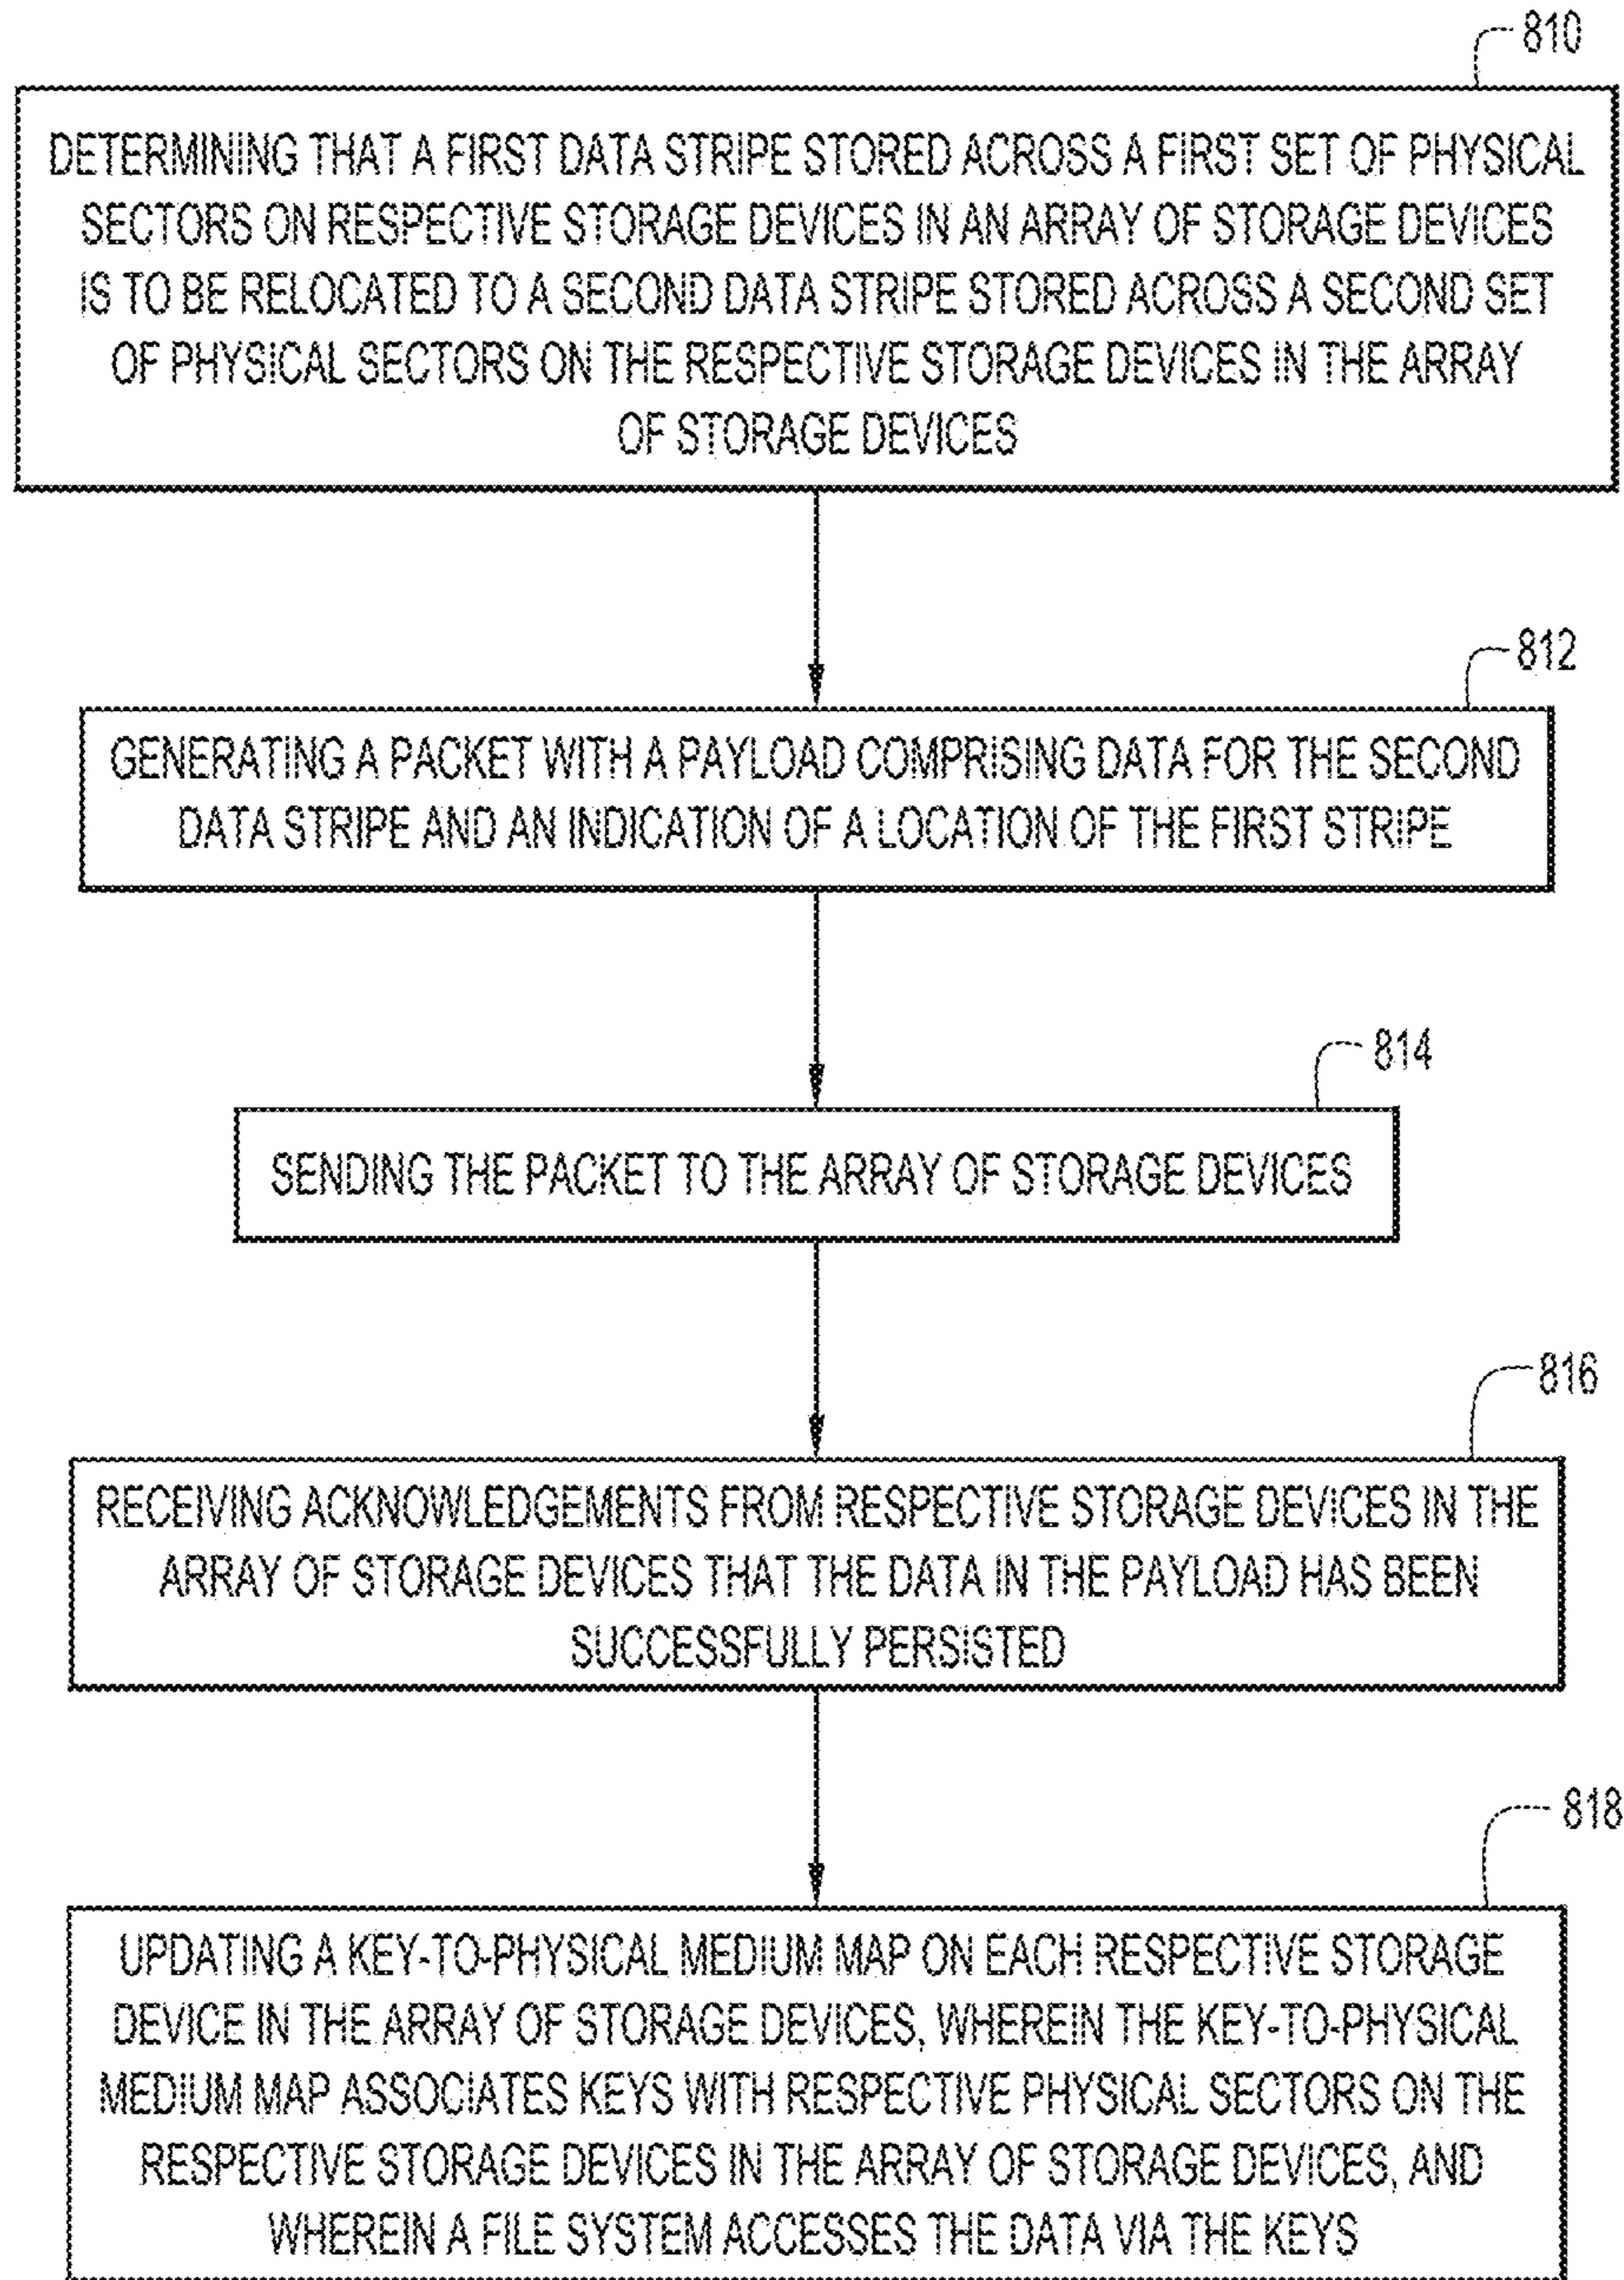 810
DETERMINING THAT A FIRST DATA STRIPE STORED ACROSS A FIRST SET OF PHYSICAL
SECTORS ON RESPECTIVE STORAGE DEVICES IN AN ARRAY OF STORAGE DEVICES
IS TO BE RELOCATED TO A SECOND DATA STRIPE STORED ACROSS A SECOND SET
OF PHYSICAL SECTORS ON THE RESPECTIVE STORAGE DEVICES IN THE ARRAY
OF STORAGE DEVICES
812
GENERATING A PACKET WITH A PAYLOAD COMPRISING DATA FOR THE SECOND
DATA STRIPE AND AN INDICATION OF A LOCATION OF THE FIRST STRIPE
814
SENDING THE PACKET TO THE ARRAY OF STORAGE DEVICES
816
RECEIVING ACKNOWLEDGEMENTS FROM RESPECTIVE STORAGE DEVICES IN THE
ARRAY OF STORAGE DEVICES THAT THE DATA IN THE PAYLOAD HAS BEEN
SUCCESSFULLY PERSISTED
818
UPDATING A KEY-TO-PHYSICAL MEDIUM MAP ON EACH RESPECTIVE STORAGE
DEVICE IN THE ARRAY OF STORAGE DEVICES, WHEREIN THE KEY-TO-PHYSICAL
MEDIUM MAP ASSOCIATES KEYS WITH RESPECTIVE PHYSICAL SECTORS ON THE
RESPECTIVE STORAGE DEVICES IN THE ARRAY OF STORAGE DEVICES, AND
WHEREIN A FILE SYSTEM ACCESSES THE DATA VIA THE KEYS